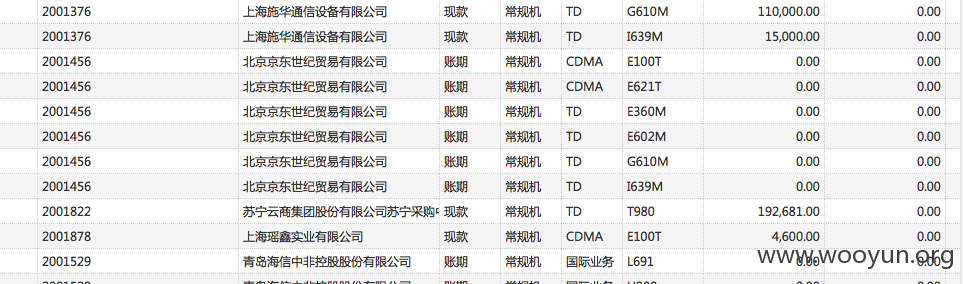 2001376 上海施华通信设备有限公司 现款 常规机 TD G610M 110,000.00 0.00
2001376 上海施华通信设备有限公司 现款 常规机 TD I639M 15,000.00 0.00
2001456 北京京东世纪贸易有限公司 账期 常规机 CDMA E100T 0.00 0.00
2001456 北京京东世纪贸易有限公司 账期 常规机 CDMA E621T 0.00 0.00
2001456 北京京东世纪贸易有限公司 账期 常规机 TD E360M 0.00 0.00
2001456 北京京东世纪贸易有限公司 账期 常规机 TD E602M 0.00 0.00
2001456 北京京东世纪贸易有限公司 账期 常规机 TD G610M 0.00 0.00
2001456 北京京东世纪贸易有限公司 账期 常规机 TD I639M 0.00 0.00
2001822 苏宁云商集团股份有限公司苏宁采购 现款 常规机 TD T980 192,681.00 0.00
2001878 上海瑶鑫实业有限公司 现款 常规机 CDMA E100T 4,600.00 0.00
www.wooyun.org
2001529 青岛海信中非控股股份有限公司 账期 常规机 国际业务 L691 0.00 0.00